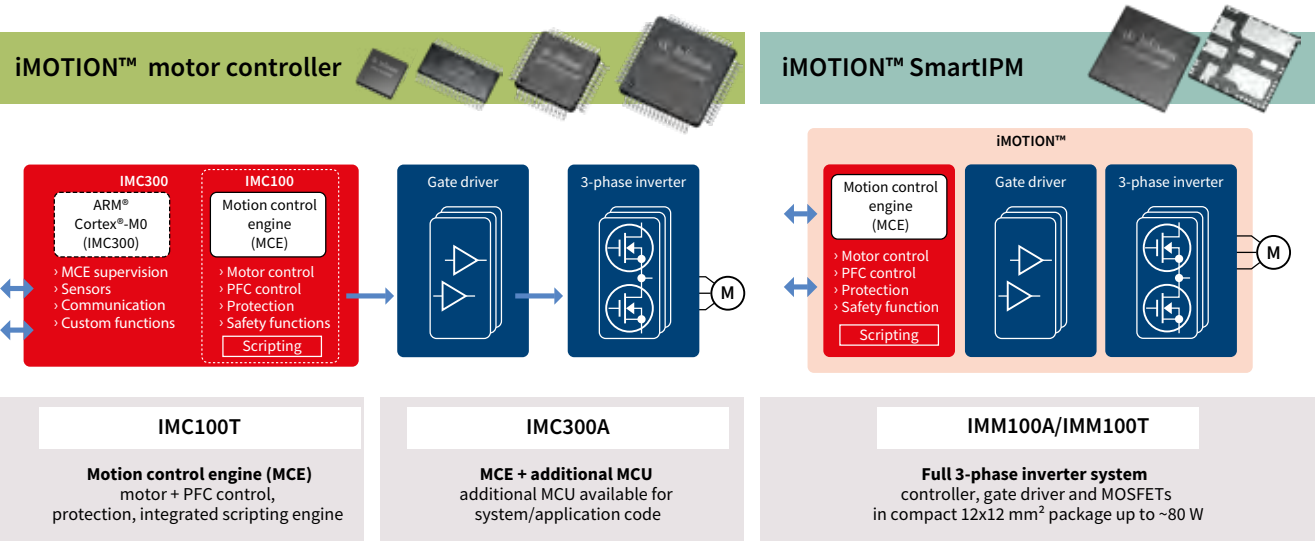 iMOTION™ motor controller
IMC300
ARM®
Cortex®-M0
(IMC300)
› MCE supervision
› Sensors
› Communication
› Custom functions
IMC100
Motion control
engine
(MCE)
› Motor control
› PFC control
› Protection
› Safety functions
Scripting
Gate driver
3-phase inverter
M
iMOTION™ SmartIPM
iMOTION™
Motion control
engine
(MCE)
› Motor control
› PFC control
› Protection
› Safety function
Scripting
Gate driver
3-phase inverter
M
IMC100T
Motion control engine (MCE)
motor + PFC control,
protection, integrated scripting engine
IMC300A
MCE + additional MCU
additional MCU available for
system/application code
IMM100A/IMM100T
Full 3-phase inverter system
controller, gate driver and MOSFETs
in compact 12x12 mm² package up to ~80 W